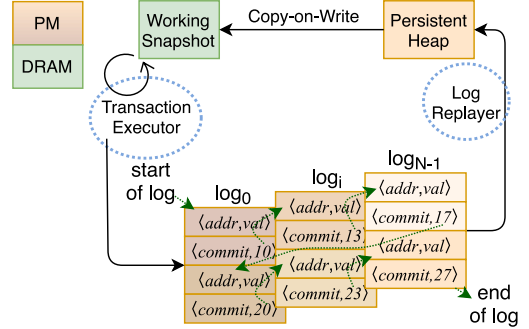 PM
DRAM
Working
Snapshot
Copy-on-Write
Persistent
Heap
Transaction
Executor
Log
Replayer
start
of log
log0
⟨addr,val⟩
⟨commit,10⟩
⟨addr,val⟩
⟨commit,20⟩
logi
⟨addr,val⟩
⟨commit,13⟩
⟨addr,val⟩
⟨commit,23⟩
logN-1
⟨addr,val⟩
⟨commit,17⟩
⟨addr,val⟩
⟨commit,27⟩
end
of log